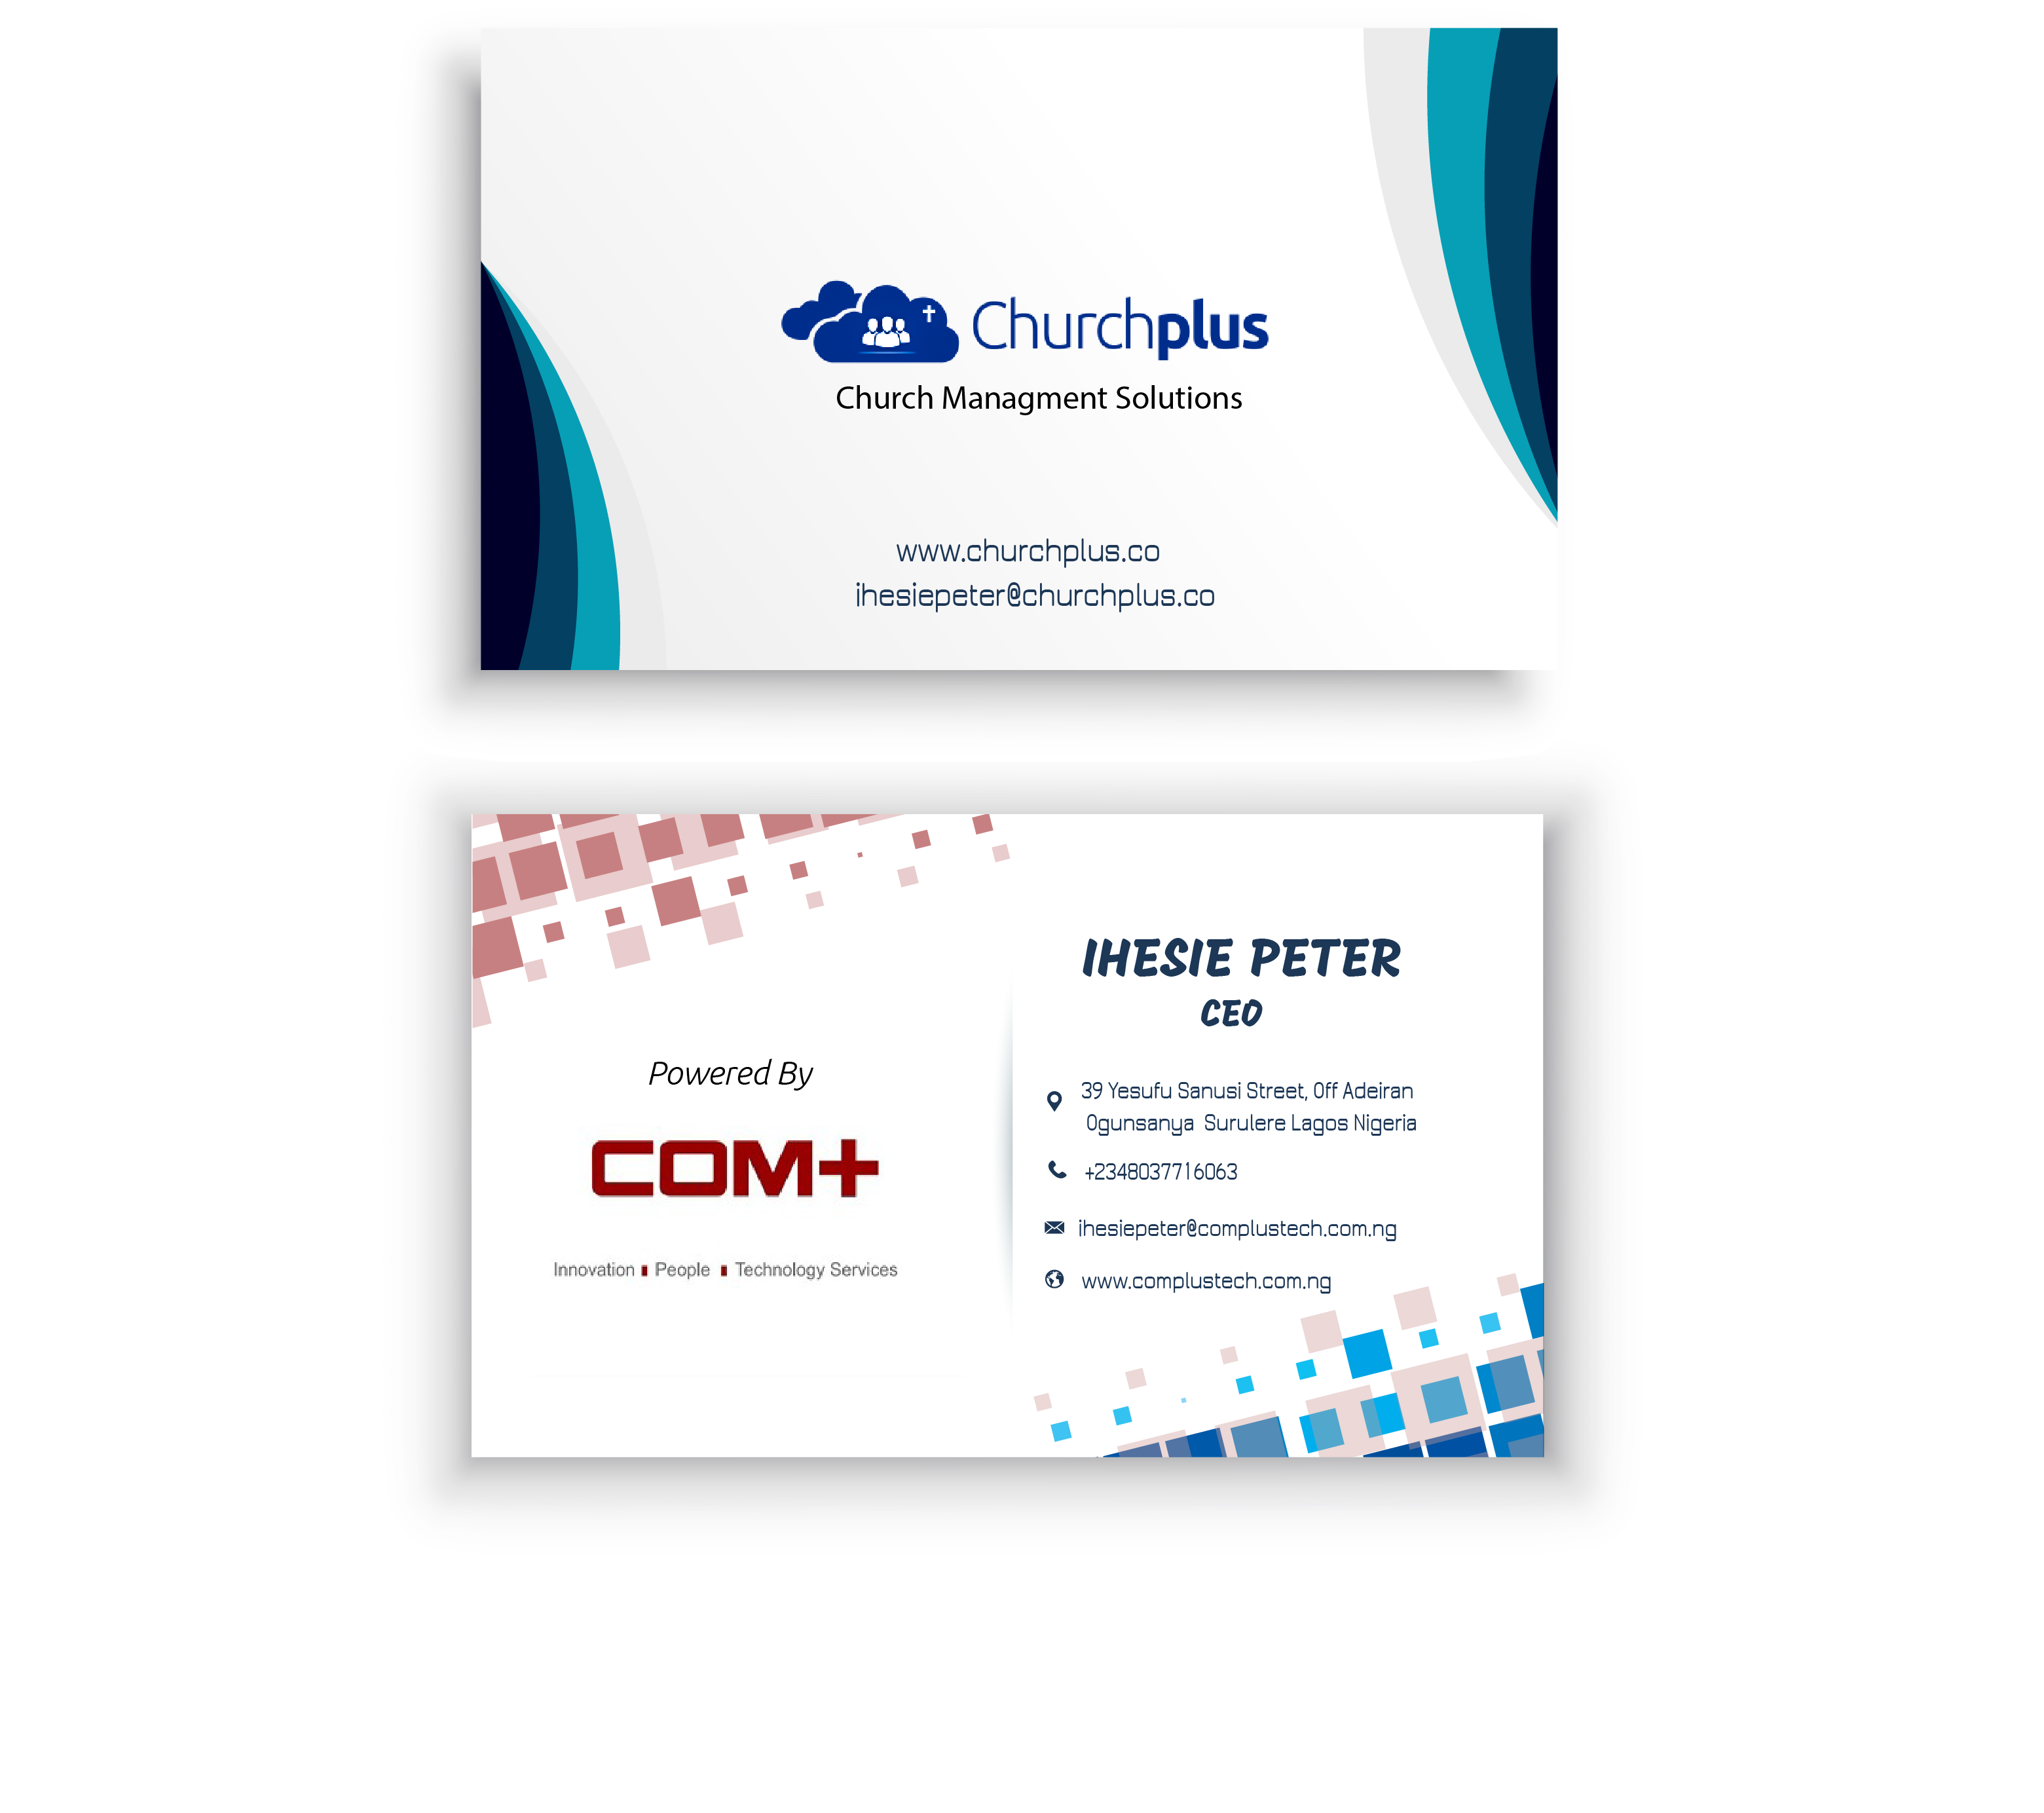 Churchplus
Church Managment Solutions
www.churchplus.co
ihesiepeter@churchplus.co
IHESIE PETER
CEO
Powered By
COM+
Innovation ▪ People ▪ Technology Services
39 Yesufu Sanusi Street, Off Adeiran
Ogunsanya Surulere Lagos Nigeria
+2348037716063
ihesiepeter@complustech.com.ng
www.complustech.com.ng